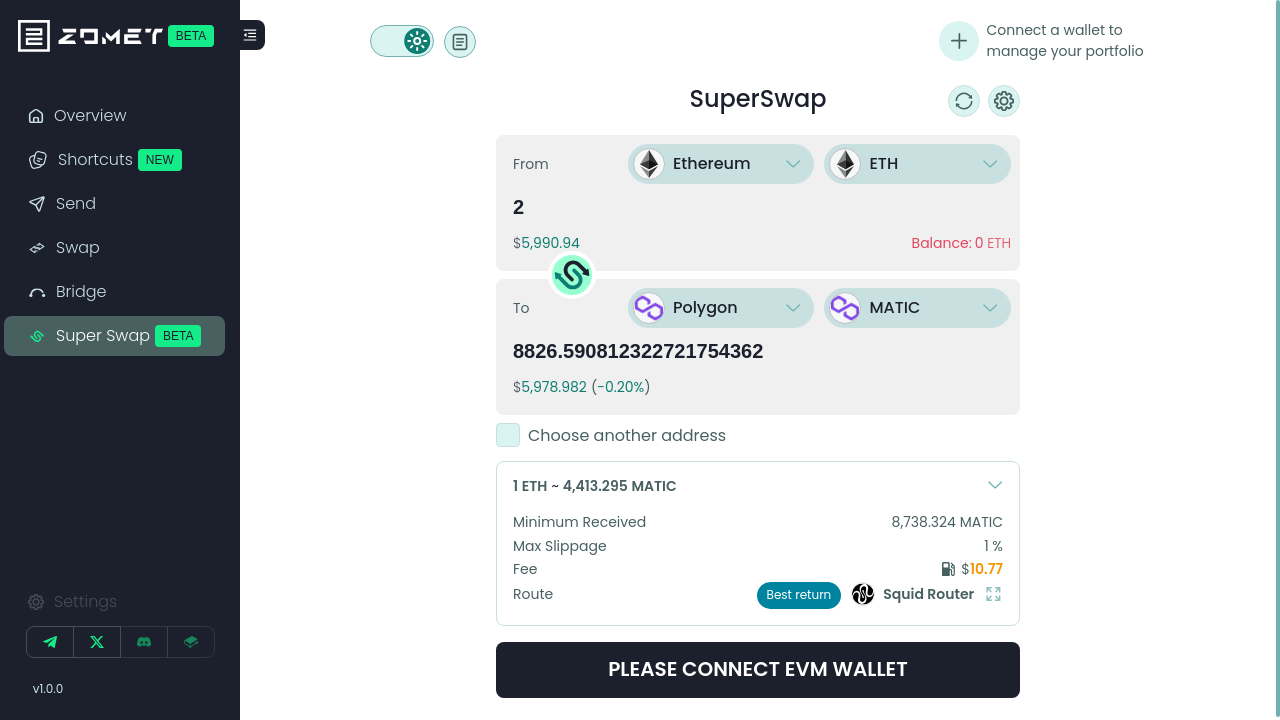 ZOMET BETA
Overview
Shortcuts NEW
Send
Swap
Bridge
Super Swap BETA
Settings
v1.0.0
Connect a wallet to
manage your portfolio
SuperSwap
From Ethereum ETH
2
$5,990.94 Balance: 0 ETH
To Polygon MATIC
8826.590812322721754362
$5,978.982 (-0.20%)
Choose another address
1 ETH ~ 4,413.295 MATIC
Minimum Received 8,738.324 MATIC
Max Slippage 1 %
Fee $10.77
Route Best return Squid Router
PLEASE CONNECT EVM WALLET